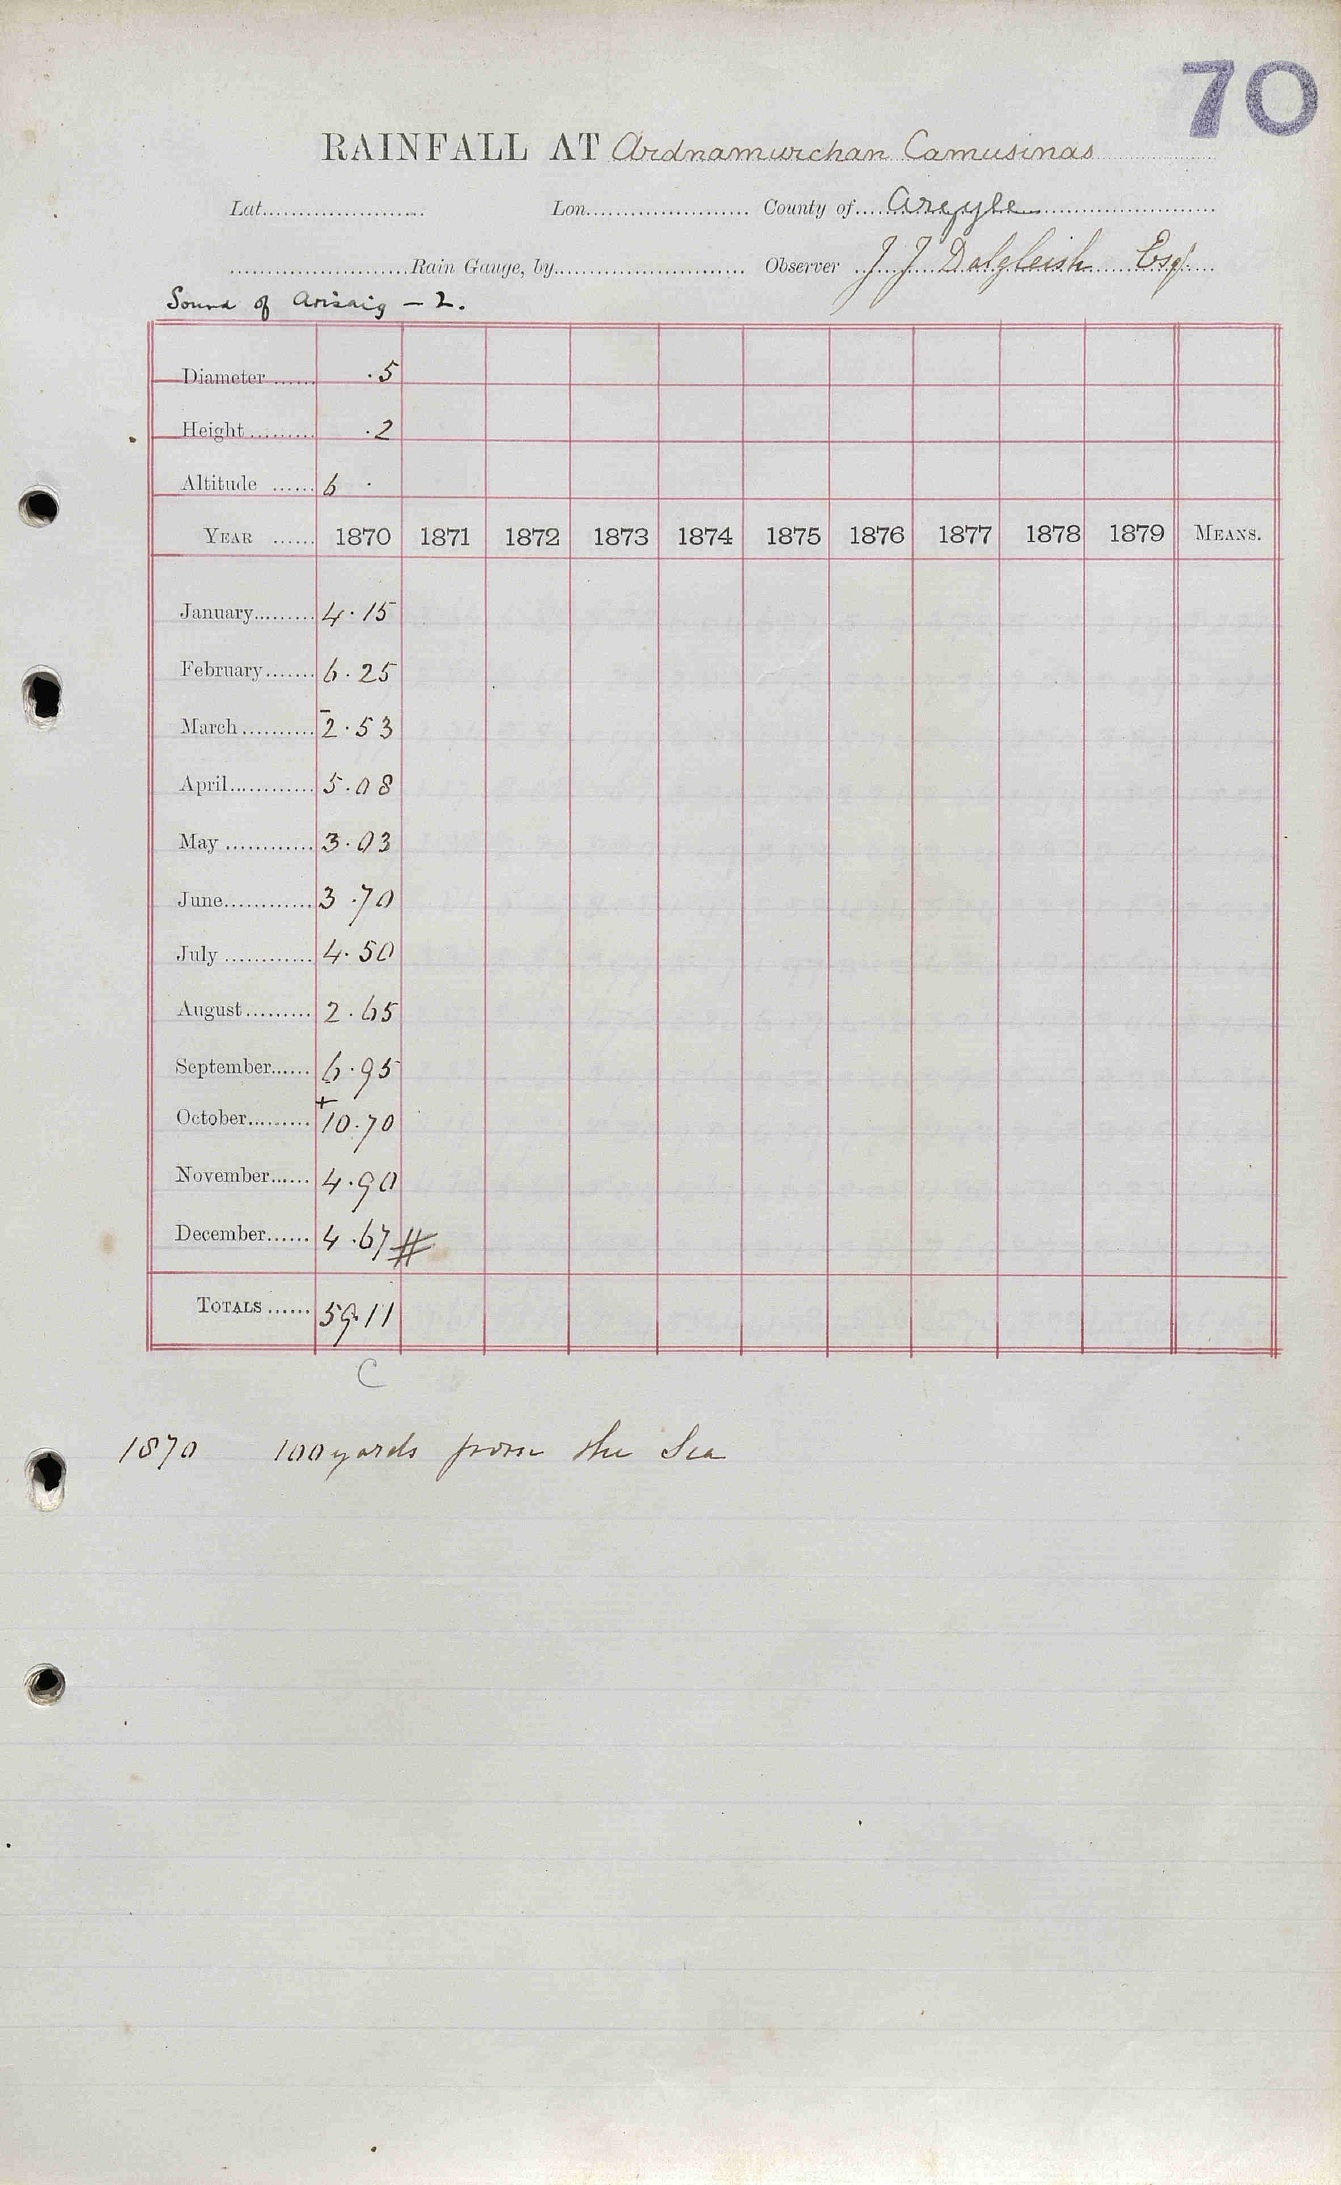 70
RAINFALL AT Ardnamurchan Camusinas
Lat. Lon. County of Argyle
Rain Gauge, by Observer J J Dalgleish Esq.
Sound of Arisaig – 2.
Diameter ·5
Height ·2
Altitude 6 ·
YEAR 1870 1871 1872 1873 1874 1875 1876 1877 1878 1879 MEANS.
January 4·15
February 6·25
March 2·53
April 5·08
May 3·03
June 3·70
July 4·50
August 2·65
September 6·95
October +10·70
November 4·90
December 4·67 #
TOTALS 59·11
C
1870 100 yards from the Sea